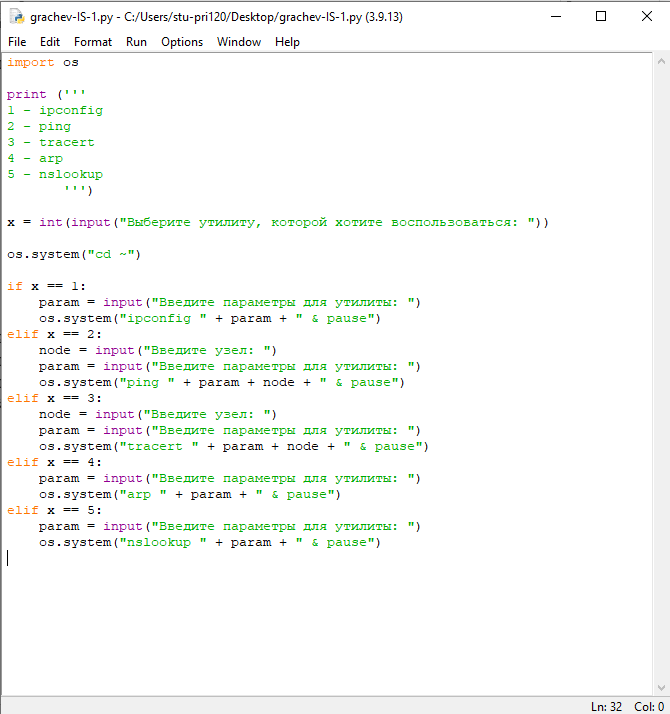 grachev-IS-1.py - C:/Users/stu-pri120/Desktop/grachev-IS-1.py (3.9.13)
File Edit Format Run Options Window Help
import os

print ('''
1 - ipconfig
2 - ping
3 - tracert
4 - arp
5 - nslookup
       ''')

x = int(input("Выберите утилиту, которой хотите воспользоваться: "))

os.system("cd ~")

if x == 1:
    param = input("Введите параметры для утилиты: ")
    os.system("ipconfig " + param + " & pause")
elif x == 2:
    node = input("Введите узел: ")
    param = input("Введите параметры для утилиты: ")
    os.system("ping " + param + node + " & pause")
elif x == 3:
    node = input("Введите узел: ")
    param = input("Введите параметры для утилиты: ")
    os.system("tracert " + param + node + " & pause")
elif x == 4:
    param = input("Введите параметры для утилиты: ")
    os.system("arp " + param + " & pause")
elif x == 5:
    param = input("Введите параметры для утилиты: ")
    os.system("nslookup " + param + " & pause")
Ln: 32 Col: 0